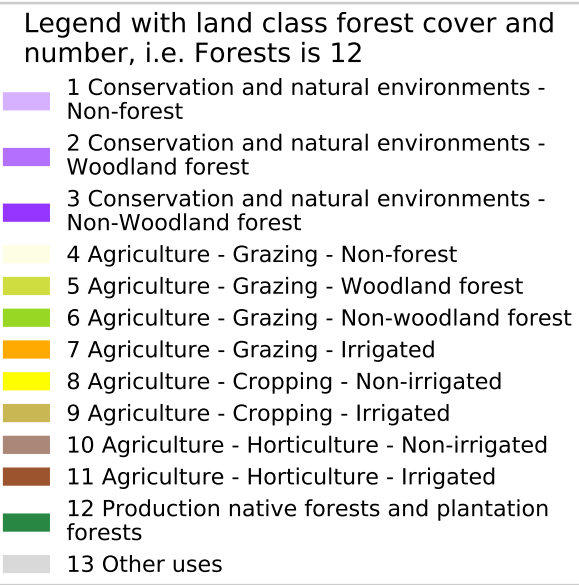 Legend with land class forest cover and
number, i.e. Forests is 12
1 Conservation and natural environments -
Non-forest
2 Conservation and natural environments -
Woodland forest
3 Conservation and natural environments -
Non-Woodland forest
4 Agriculture - Grazing - Non-forest
5 Agriculture - Grazing - Woodland forest
6 Agriculture - Grazing - Non-woodland forest
7 Agriculture - Grazing - Irrigated
8 Agriculture - Cropping - Non-irrigated
9 Agriculture - Cropping - Irrigated
10 Agriculture - Horticulture - Non-irrigated
11 Agriculture - Horticulture - Irrigated
12 Production native forests and plantation
forests
13 Other uses